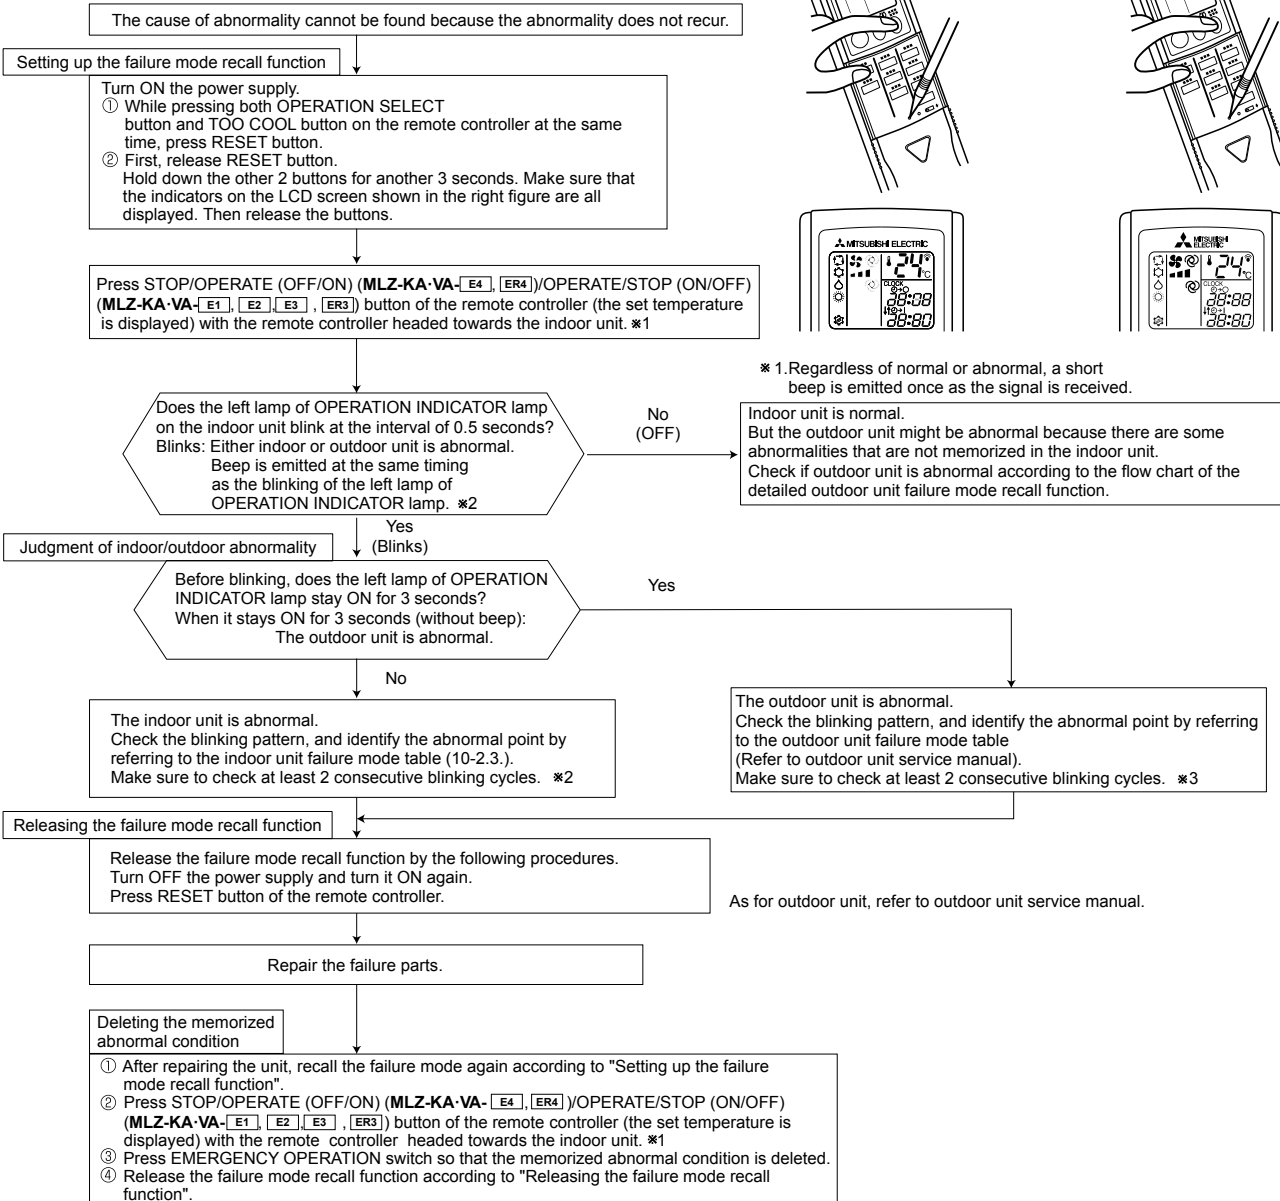 The cause of abnormality cannot be found because the abnormality does not recur.
Setting up the failure mode recall function
Turn ON the power supply.
① While pressing both OPERATION SELECT
button and TOO COOL button on the remote controller at the same
time, press RESET button.
② First, release RESET button.
Hold down the other 2 buttons for another 3 seconds. Make sure that
the indicators on the LCD screen shown in the right figure are all
displayed. Then release the buttons.
MITSUBISHI ELECTRIC
24°C
CLOCK
88:08
88:80
MITSUBISHI
ELECTRIC
24°C
CLOCK
88:08
88:80
Press STOP/OPERATE (OFF/ON) (MLZ-KA·VA- E4 , ER4 )/OPERATE/STOP (ON/OFF)
(MLZ-KA·VA- E1 , E2 , E3 , ER3 ) button of the remote controller (the set temperature
is displayed) with the remote controller headed towards the indoor unit. ※1
※ 1.Regardless of normal or abnormal, a short
beep is emitted once as the signal is received.
Does the left lamp of OPERATION INDICATOR lamp
on the indoor unit blink at the interval of 0.5 seconds?
Blinks: Either indoor or outdoor unit is abnormal.
Beep is emitted at the same timing
as the blinking of the left lamp of
OPERATION INDICATOR lamp. ※2
No
(OFF)
Indoor unit is normal.
But the outdoor unit might be abnormal because there are some
abnormalities that are not memorized in the indoor unit.
Check if outdoor unit is abnormal according to the flow chart of the
detailed outdoor unit failure mode recall function.
Yes
(Blinks)
Judgment of indoor/outdoor abnormality
Before blinking, does the left lamp of OPERATION
INDICATOR lamp stay ON for 3 seconds?
When it stays ON for 3 seconds (without beep):
The outdoor unit is abnormal.
Yes
No
The indoor unit is abnormal.
Check the blinking pattern, and identify the abnormal point by
referring to the indoor unit failure mode table (10-2.3.).
Make sure to check at least 2 consecutive blinking cycles. ※2
The outdoor unit is abnormal.
Check the blinking pattern, and identify the abnormal point by referring
to the outdoor unit failure mode table
(Refer to outdoor unit service manual).
Make sure to check at least 2 consecutive blinking cycles. ※3
Releasing the failure mode recall function
Release the failure mode recall function by the following procedures.
Turn OFF the power supply and turn it ON again.
Press RESET button of the remote controller.
As for outdoor unit, refer to outdoor unit service manual.
Repair the failure parts.
Deleting the memorized
abnormal condition
① After repairing the unit, recall the failure mode again according to "Setting up the failure
mode recall function".
② Press STOP/OPERATE (OFF/ON) (MLZ-KA·VA- E4 , ER4 )/OPERATE/STOP (ON/OFF)
(MLZ-KA·VA- E1 , E2 , E3 , ER3 ) button of the remote controller (the set temperature is
displayed) with the remote controller headed towards the indoor unit. ※1
③ Press EMERGENCY OPERATION switch so that the memorized abnormal condition is deleted.
④ Release the failure mode recall function according to "Releasing the failure mode recall
function".